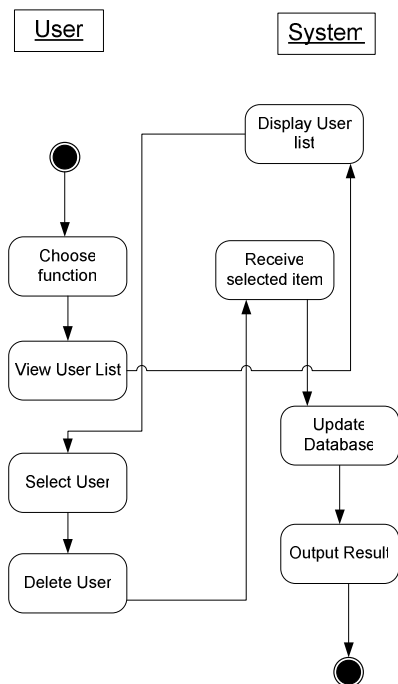 User
System
Display User
list
Choose
function
Receive
selected item
View User List
Update
Database
Select User
Output Result
Delete User